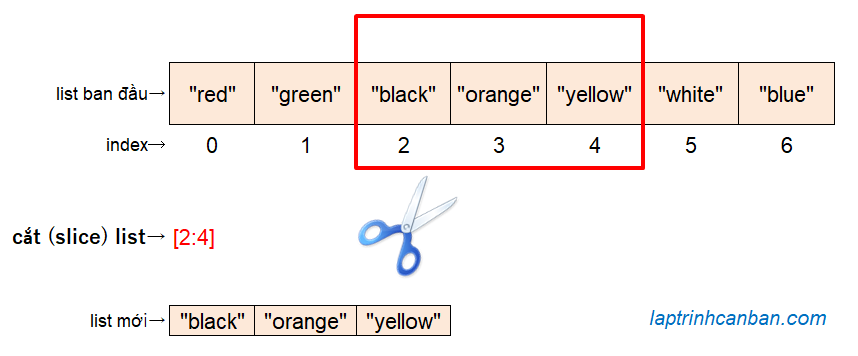 list ban đầu→ "red" "green" "black" "orange" "yellow" "white" "blue"
index→ 0 1 2 3 4 5 6
cắt (slice) list→ [2:4]
list mới→ "black" "orange" "yellow"
laptrinhcanban.com